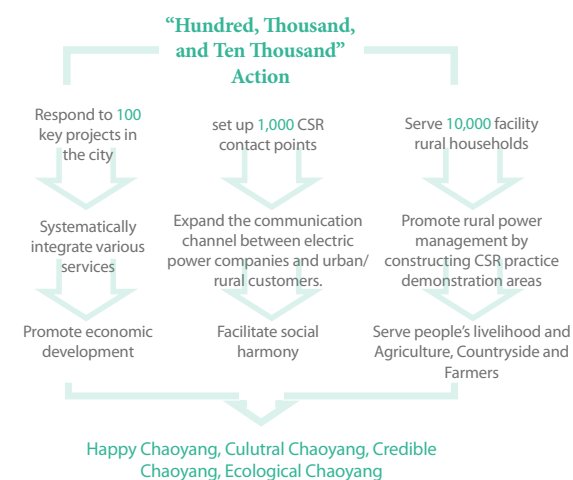 “Hundred, Thousand,
and Ten Thousand”
Action
Respond to 100
key projects in
the city
set up 1,000 CSR
contact points
Serve 10,000 facility
rural households
Systematically
integrate various
services
Expand the communication
channel between electric
power companies and urban/
rural customers.
Promote rural power
management by
constructing CSR practice
demonstration areas
Promote economic
development
Facilitate social
harmony
Serve people’s livelihood and
Agriculture, Countryside and
Farmers
Happy Chaoyang, Culutral Chaoyang, Credible
Chaoyang, Ecological Chaoyang